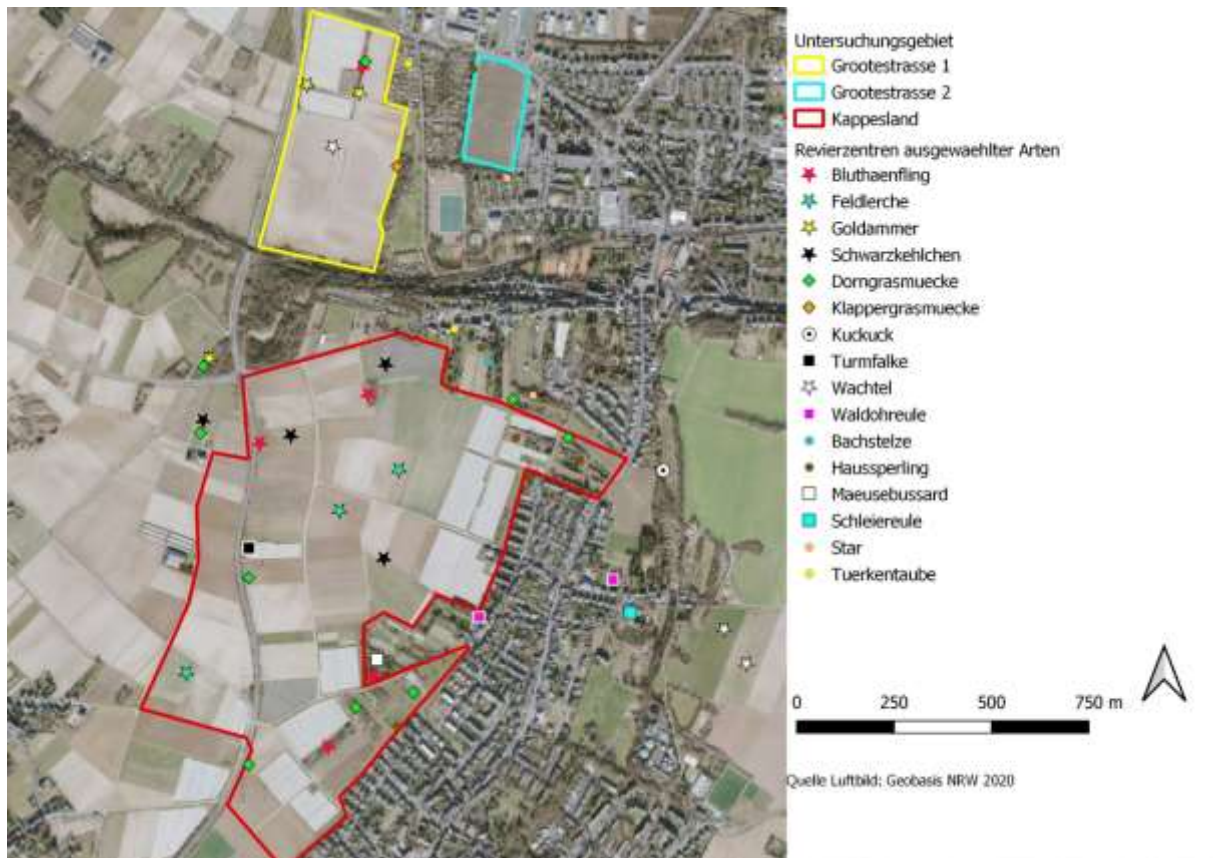 Untersuchungsgebiet
Grootestrasse 1
Grootestrasse 2
Kappesland
Revierzentren ausgewaehlter Arten
Bluthaenfling
Feldlerche
Goldammer
Schwarzkehlchen
Dorngrasmuecke
Klappergrasmuecke
Kuckuck
Turmfalke
Wachtel
Waldohreule
Bachstelze
Haussperling
Maeusebussard
Schleiereule
Star
Tuerkentaube
0 250 500 750 m
Quelle Luftbild: Geobasis NRW 2020